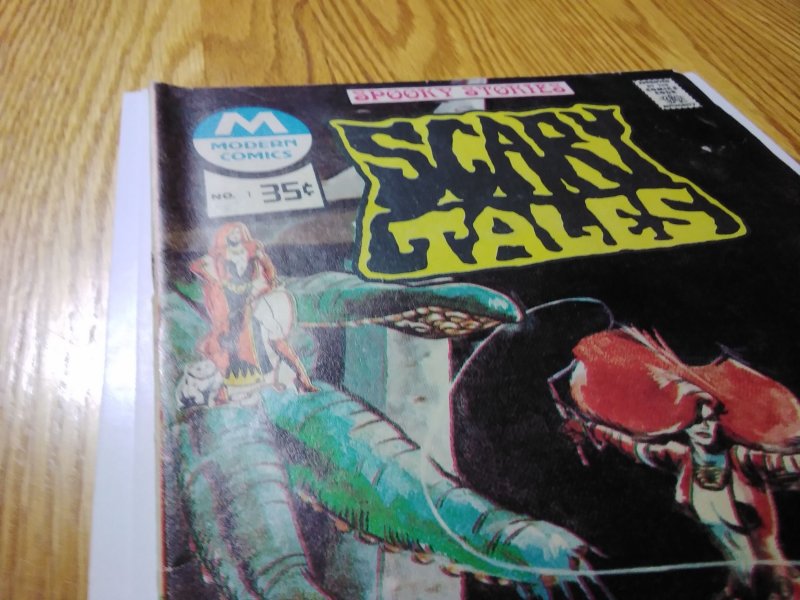 SPOOKY STORIES
M
MODERN
COMICS
NO. 1 35¢
SCARY
TALES